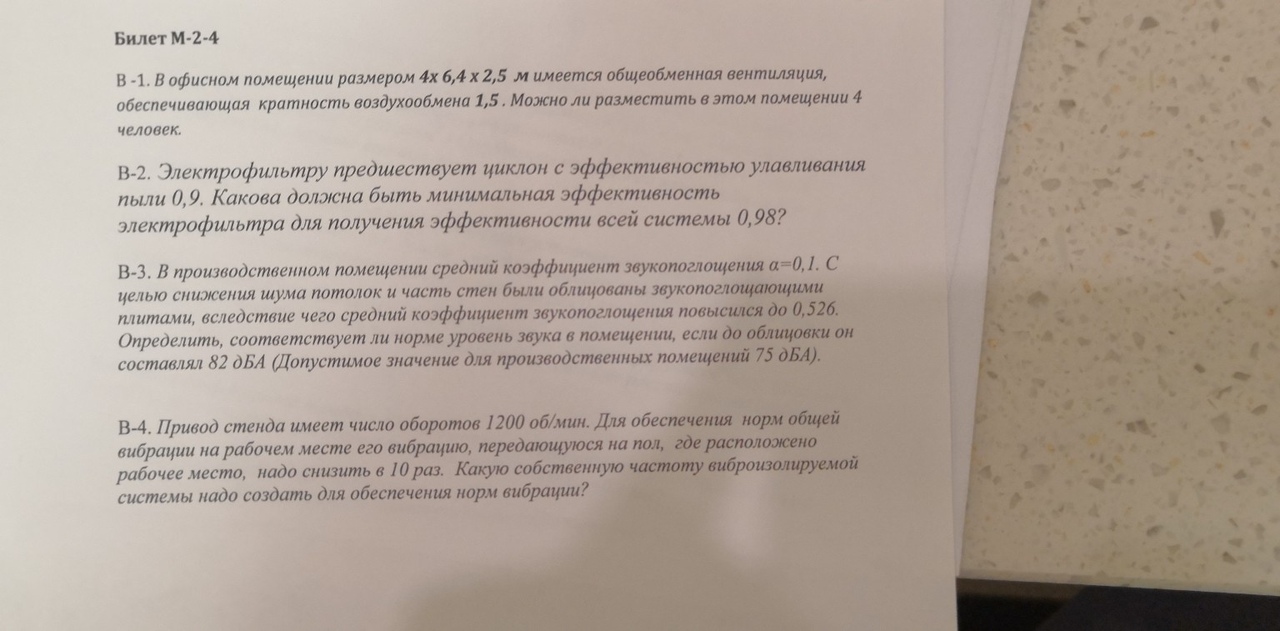 Билет М-2-4
В -1. В офисном помещении размером 4х 6,4 х 2,5 м имеется общеобменная вентиляция,
обеспечивающая кратность воздухообмена 1,5 . Можно ли разместить в этом помещении 4
человек.
В-2. Электрофильтру предшествует циклон с эффективностью улавливания
пыли 0,9. Какова должна быть минимальная эффективность
электрофильтра для получения эффективности всей системы 0,98?
В-3. В производственном помещении средний коэффициент звукопоглощения α=0,1. С
целью снижения шума потолок и часть стен были облицованы звукопоглощающими
плитами, вследствие чего средний коэффициент звукопоглощения повысился до 0,526.
Определить, соответствует ли норме уровень звука в помещении, если до облицовки он
составлял 82 дБА (Допустимое значение для производственных помещений 75 дБА).
В-4. Привод стенда имеет число оборотов 1200 об/мин. Для обеспечения норм общей
вибрации на рабочем месте его вибрацию, передающуюся на пол, где расположено
рабочее место, надо снизить в 10 раз. Какую собственную частоту виброизолируемой
системы надо создать для обеспечения норм вибрации?